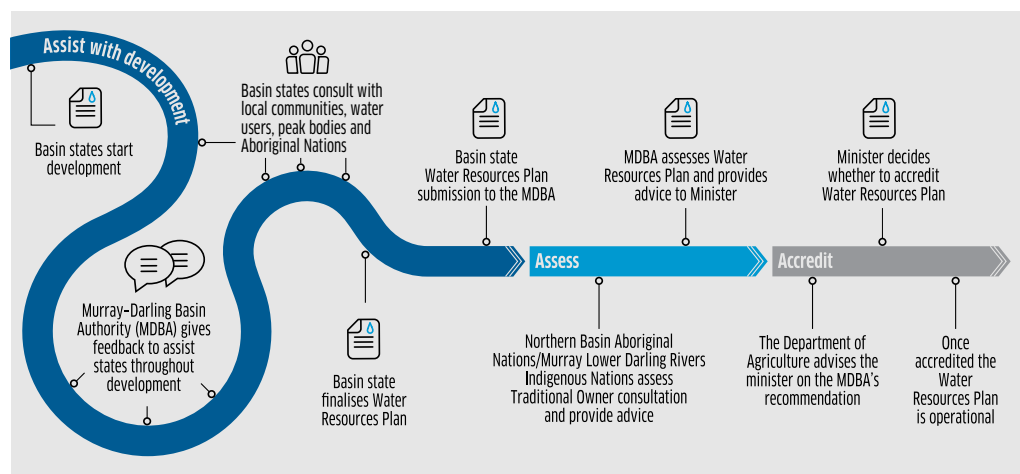 Assist with development
Basin states start
development
Murray–Darling Basin
Authority (MDBA) gives
feedback to assist
states throughout
development
Basin states consult with
local communities, water
users, peak bodies and
Aboriginal Nations
Basin state
finalises Water
Resources Plan
Basin state
Water Resources Plan
submission to the MDBA
Assess
Northern Basin Aboriginal
Nations/Murray Lower Darling Rivers
Indigenous Nations assess
Traditional Owner consultation
and provide advice
MDBA assesses Water
Resources Plan and provides
advice to Minister
Accredit
The Department of
Agriculture advises the
minister on the MDBA’s
recommendation
Minister decides
whether to accredit
Water Resources Plan
Once
accredited the
Water
Resources Plan
is operational